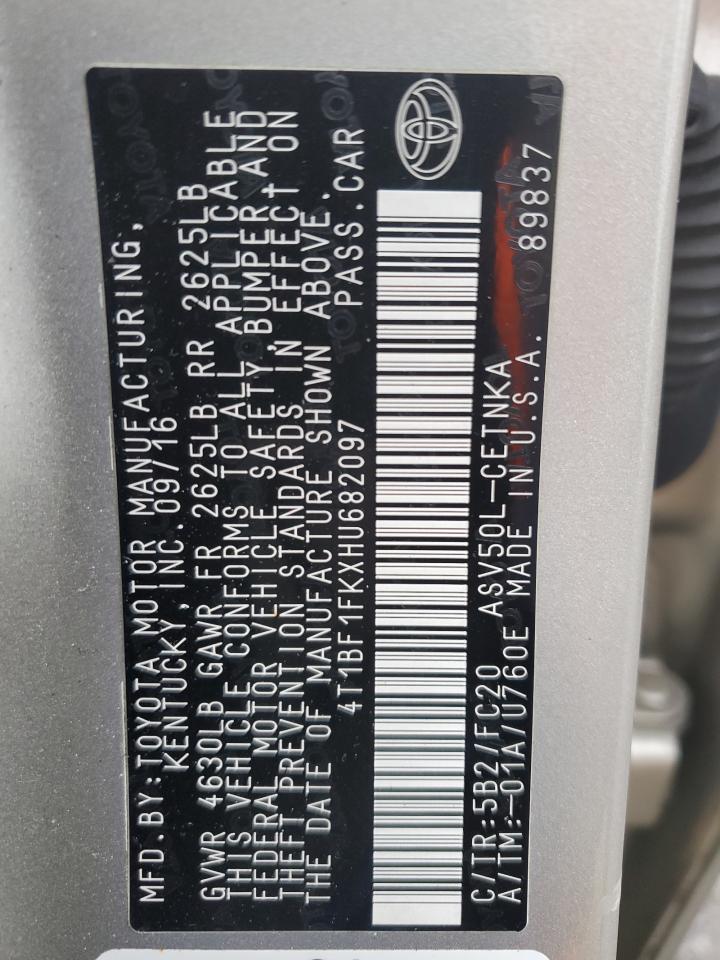 MFD.BY:TOYOTA MOTOR MANUFACTURING,
KENTUCKY,INC.09/16
GVWR 4630LB GAWR FR 2625LB RR 2625LB
THIS VEHICLE CONFORMS TO ALL APPLICABLE
FEDERAL MOTOR VEHICLE SAFETY,BUMPER AND
THEFT PREVENTION STANDARDS IN EFFECT ON
THE DATE OF MANUFACTURE SHOWN ABOVE.
4T1BF1FKXHU682097 PASS.CAR
C/TR:5B2/FC20 ASV50L-CETNKA
A/TM:-01A/U760E MADE IN U.S.A. 89837